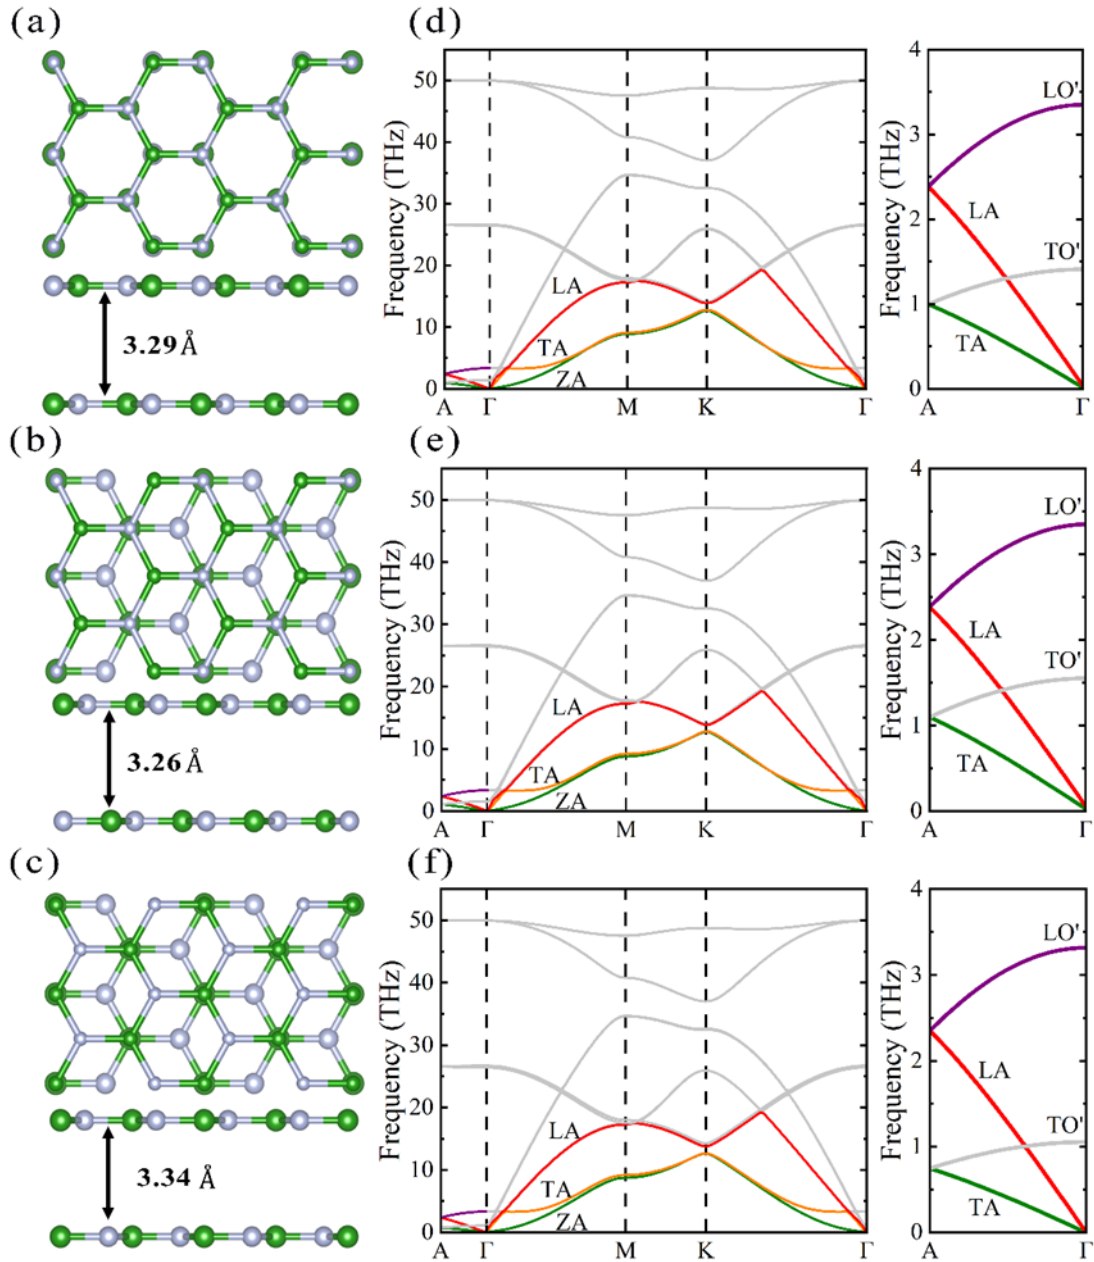 (a)
3.29 Å
(d)
Frequency (THz)
50
40
30
20
10
0
LA
TA
ZA
A Γ M K Γ
Frequency (THz)
4
3
2
1
0
LO'
LA
TO'
TA
A Γ
(b)
3.26 Å
(e)
Frequency (THz)
50
40
30
20
10
0
LA
TA
ZA
A Γ M K Γ
Frequency (THz)
4
3
2
1
0
LO'
LA
TO'
TA
A Γ
(c)
3.34 Å
(f)
Frequency (THz)
50
40
30
20
10
0
LA
TA
ZA
A Γ M K Γ
Frequency (THz)
4
3
2
1
0
LO'
LA
TO'
TA
A Γ